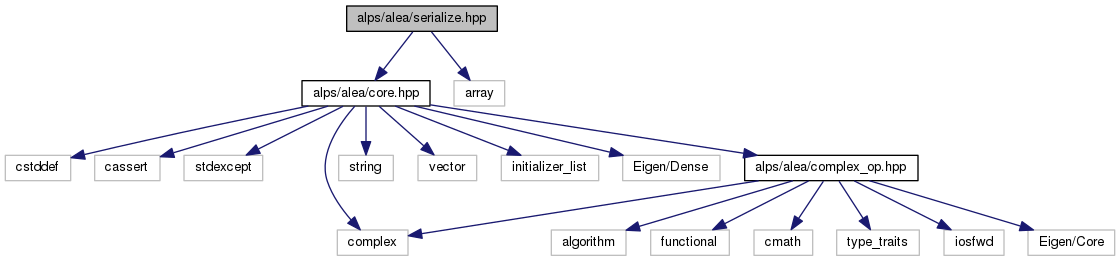 alps/alea/serialize.hpp
alps/alea/core.hpp
array
cstddef
cassert
stdexcept
string
vector
initializer_list
Eigen/Dense
alps/alea/complex_op.hpp
complex
algorithm
functional
cmath
type_traits
iosfwd
Eigen/Core